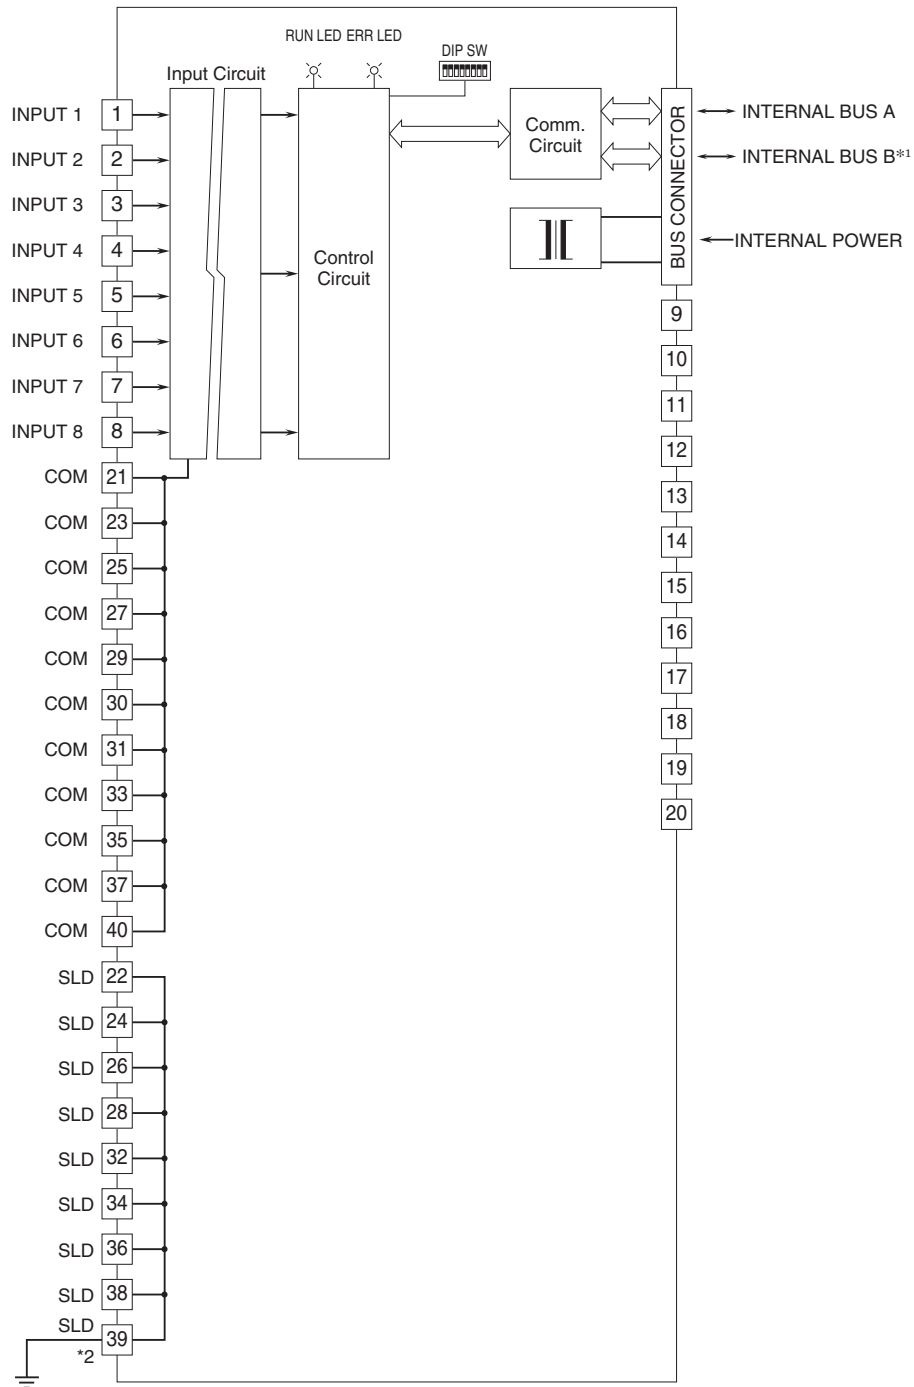 RUN LED ERR LED
DIP SW
Input Circuit
INPUT 1 1
INPUT 2 2
INPUT 3 3
INPUT 4 4
INPUT 5 5
INPUT 6 6
INPUT 7 7
INPUT 8 8
COM 21
COM 23
COM 25
COM 27
COM 29
COM 30
COM 31
COM 33
COM 35
COM 37
COM 40
SLD 22
SLD 24
SLD 26
SLD 28
SLD 32
SLD 34
SLD 36
SLD 38
SLD 39
*2
Control
Circuit
Comm.
Circuit
BUS CONNECTOR
INTERNAL BUS A
INTERNAL BUS B*1
INTERNAL POWER
9
10
11
12
13
14
15
16
17
18
19
20